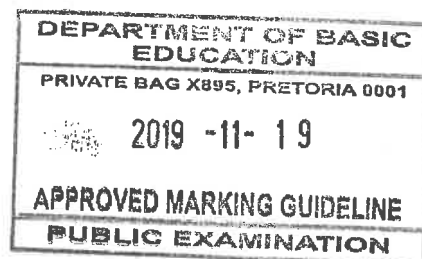 DEPARTMENT OF BASIC
EDUCATION
PRIVATE BAG X895, PRETORIA 0001
2019 -11- 19
APPROVED MARKING GUIDELINE
PUBLIC EXAMINATION